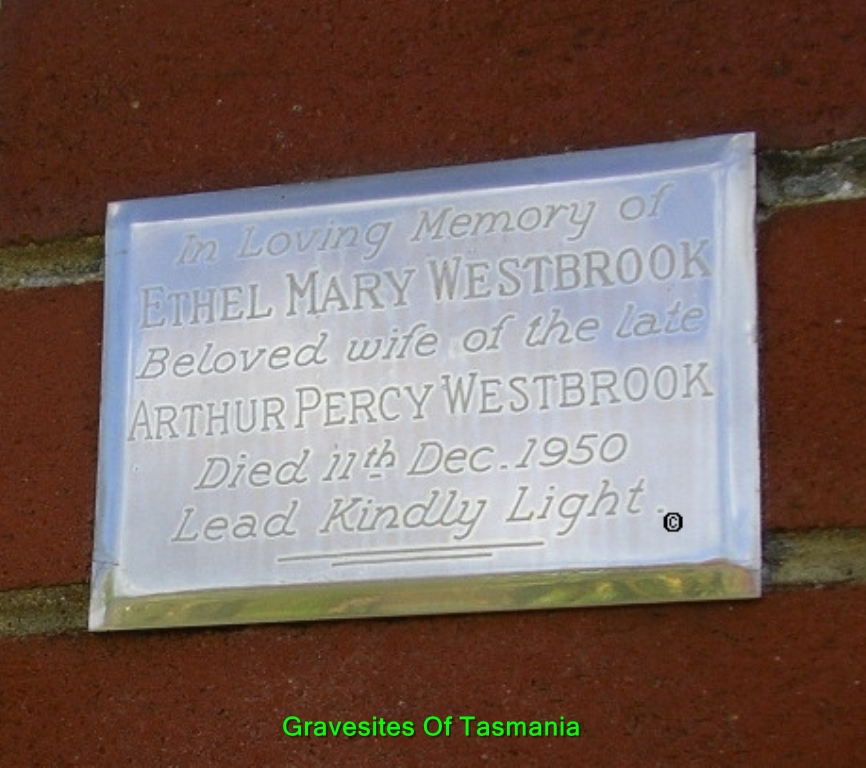 In Loving Memory of
ETHEL MARY WESTBROOK
Beloved wife of the late
ARTHUR PERCY WESTBROOK
Died 11th Dec. 1950
Lead Kindly Light.
©
Gravesites Of Tasmania